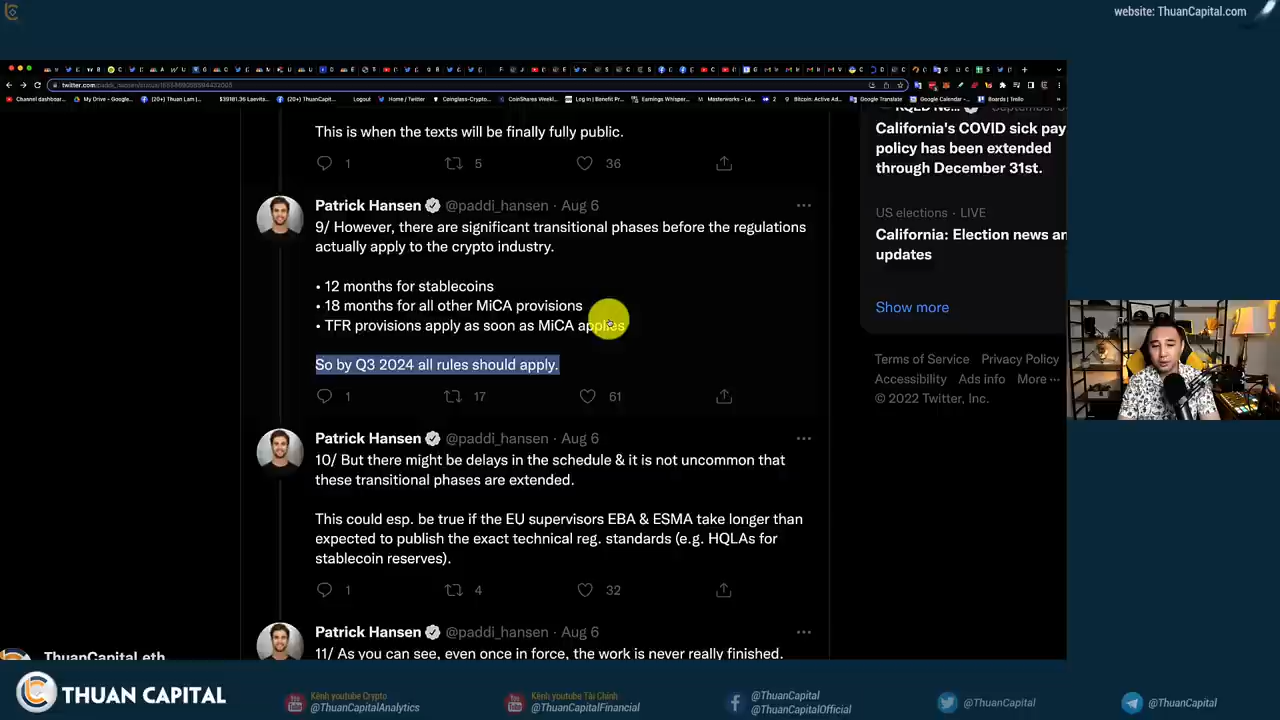 website: ThuanCapital.com
This is when the texts will be finally fully public.
1 5 36
Patrick Hansen @paddi_hansen · Aug 6
9/ However, there are significant transitional phases before the regulations
actually apply to the crypto industry.
• 12 months for stablecoins
• 18 months for all other MiCA provisions
• TFR provisions apply as soon as MiCA applies
So by Q3 2024 all rules should apply.
1 17 61
Patrick Hansen @paddi_hansen · Aug 6
10/ But there might be delays in the schedule & it is not uncommon that
these transitional phases are extended.
This could esp. be true if the EU supervisors EBA & ESMA take longer than
expected to publish the exact technical reg. standards (e.g. HQLAs for
stablecoin reserves).
1 4 32
Patrick Hansen @paddi_hansen · Aug 6
11/ As you can see, even once in force, the work is never really finished.
California's COVID sick pay
policy has been extended
through December 31st.
US elections · LIVE
California: Election news an
updates
Show more
Terms of Service Privacy Policy
Accessibility Ads info More ···
© 2022 Twitter, Inc.
ThuanCapital.eth
THUAN CAPITAL
Kênh youtube Crypto
@ThuanCapitalAnalytics
Kênh youtube Tài Chính
@ThuanCapitalFinancial
@ThuanCapital
@ThuanCapitalOfficial
@ThuanCapital
@ThuanCapital